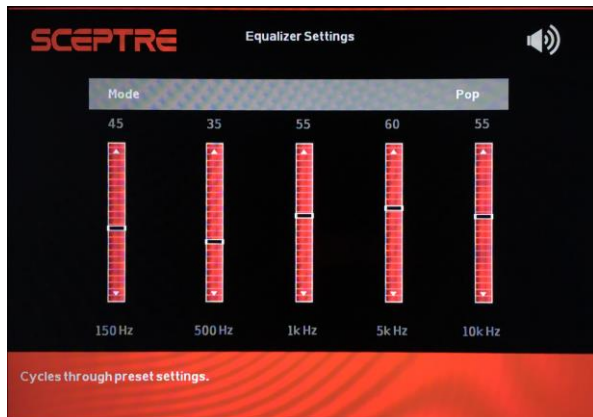 SCEPTRE
Equalizer Settings
Mode Pop
45 35 55 60 55
150 Hz 500 Hz 1k Hz 5k Hz 10k Hz
Cycles through preset settings.